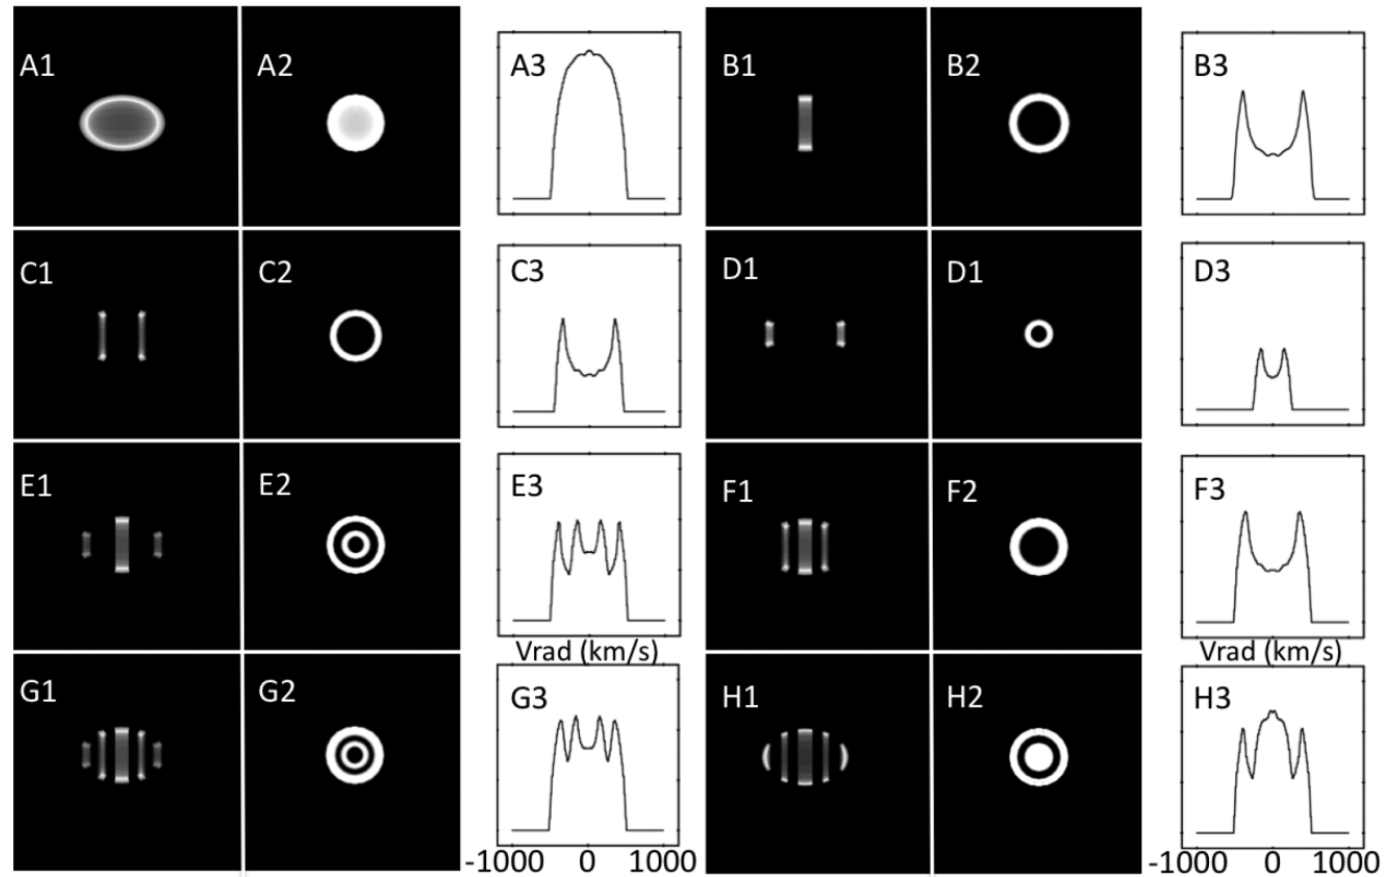 A1 A2 A3 B1 B2 B3
C1 C2 C3 D1 D1 D3
E1 E2 E3 F1 F2 F3
Vrad (km/s) Vrad (km/s)
G1 G2 G3 H1 H2 H3
-1000 0 1000 -1000 0 1000